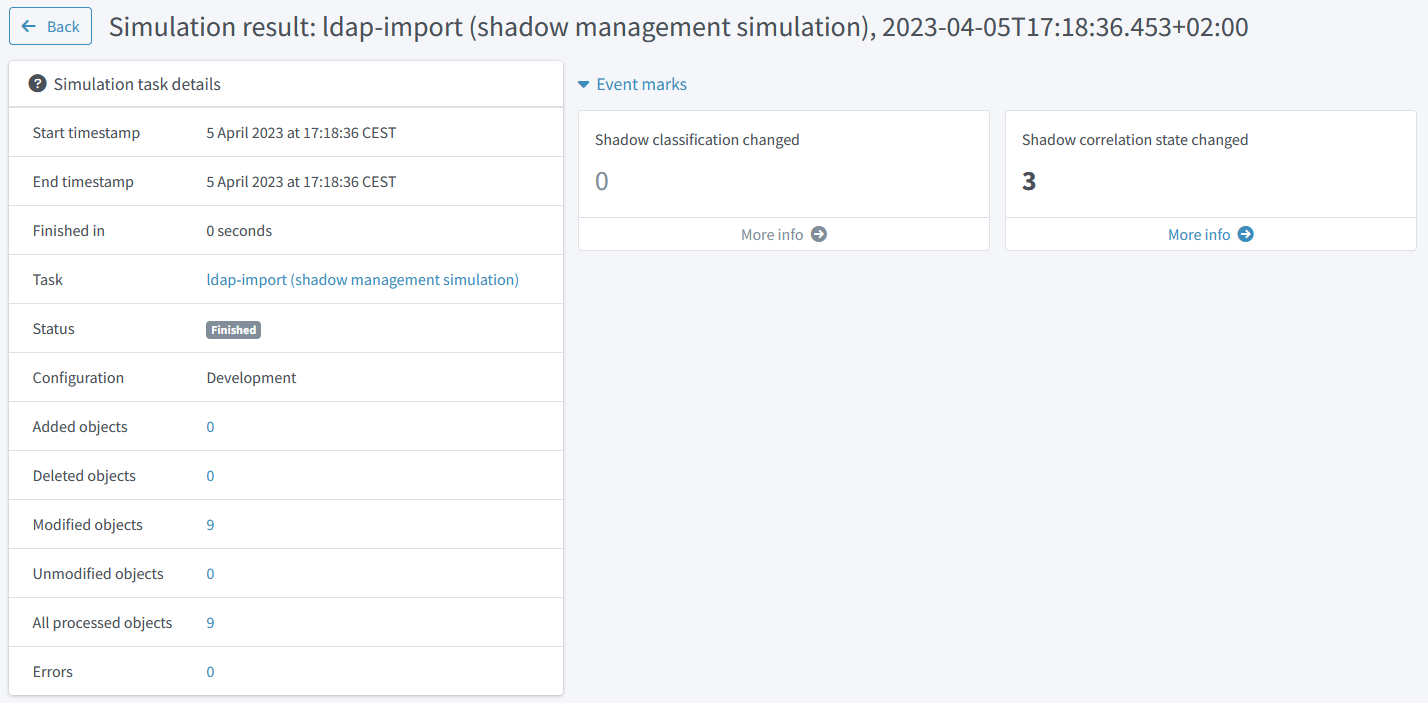 Back
Simulation result: ldap-import (shadow management simulation), 2023-04-05T17:18:36.453+02:00
Simulation task details
Start timestamp 5 April 2023 at 17:18:36 CEST
End timestamp 5 April 2023 at 17:18:36 CEST
Finished in 0 seconds
Task ldap-import (shadow management simulation)
Status Finished
Configuration Development
Added objects 0
Deleted objects 0
Modified objects 9
Unmodified objects 0
All processed objects 9
Errors 0
Event marks
Shadow classification changed
0
More info
Shadow correlation state changed
3
More info